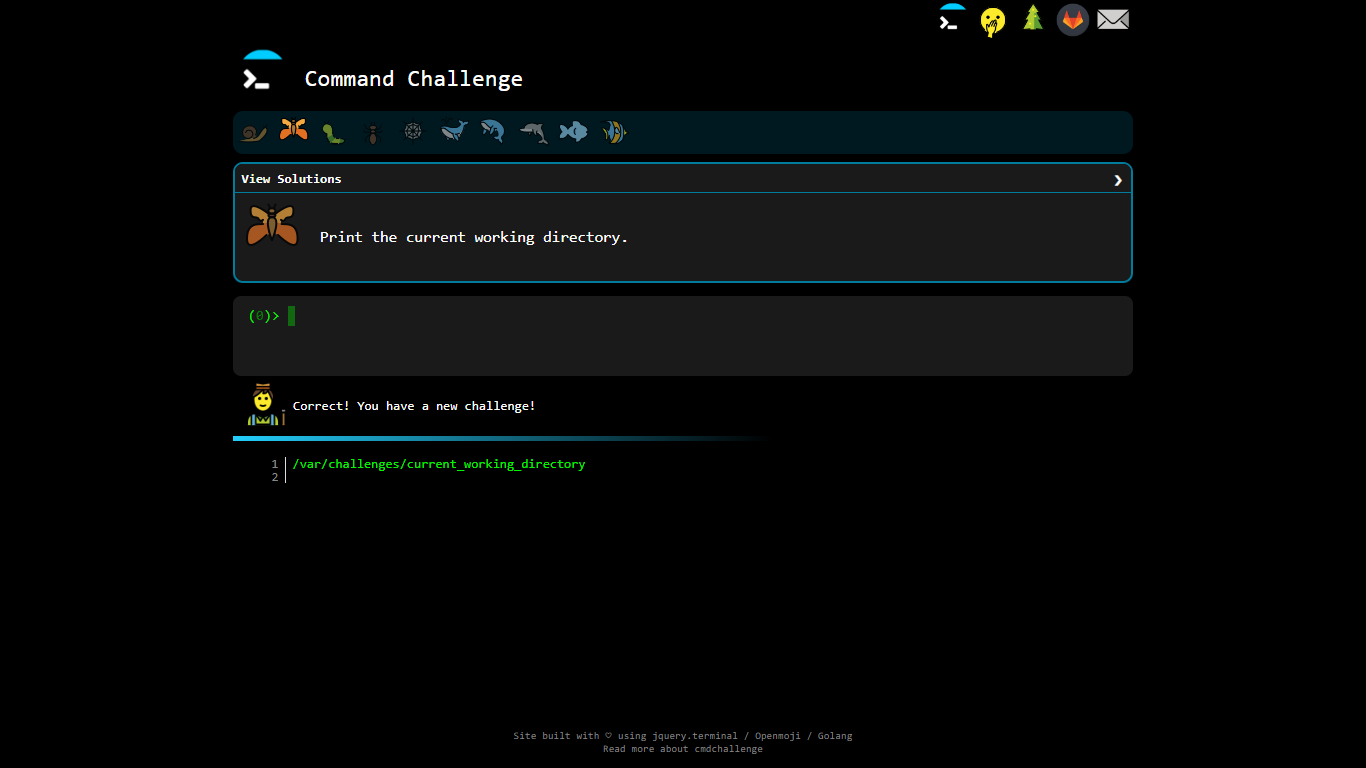 Command Challenge
View Solutions
Print the current working directory.
(0)>
Correct! You have a new challenge!
1 /var/challenges/current_working_directory
2
Site built with ♡ using jquery.terminal / Openmoji / Golang
Read more about cmdchallenge